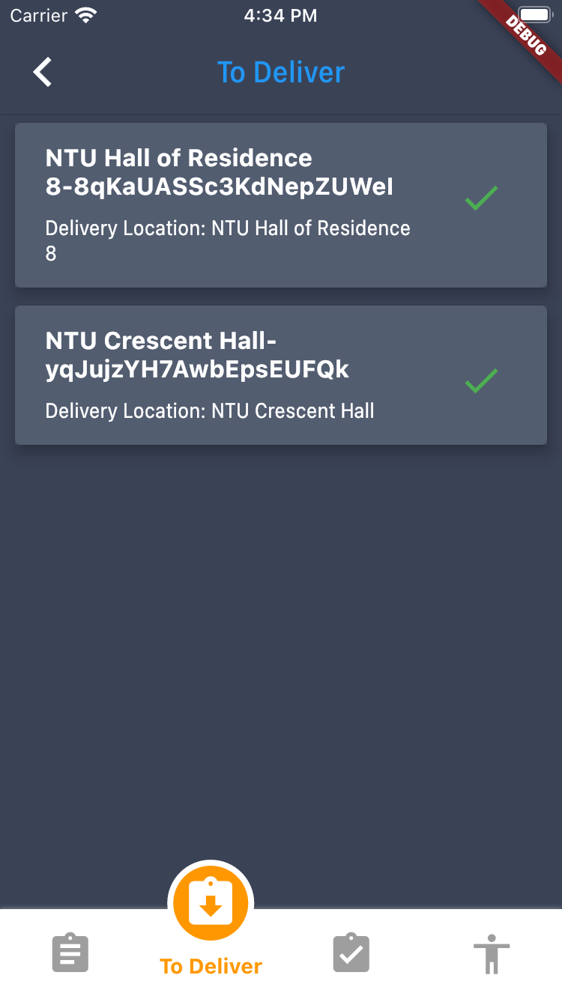 Carrier
4:34 PM
DEBUG
To Deliver
NTU Hall of Residence
8-8qKaUASSc3KdNepZUWeI
Delivery Location: NTU Hall of Residence
8
NTU Crescent Hall-
yqJujzYH7AwbEpsEUFQk
Delivery Location: NTU Crescent Hall
To Deliver